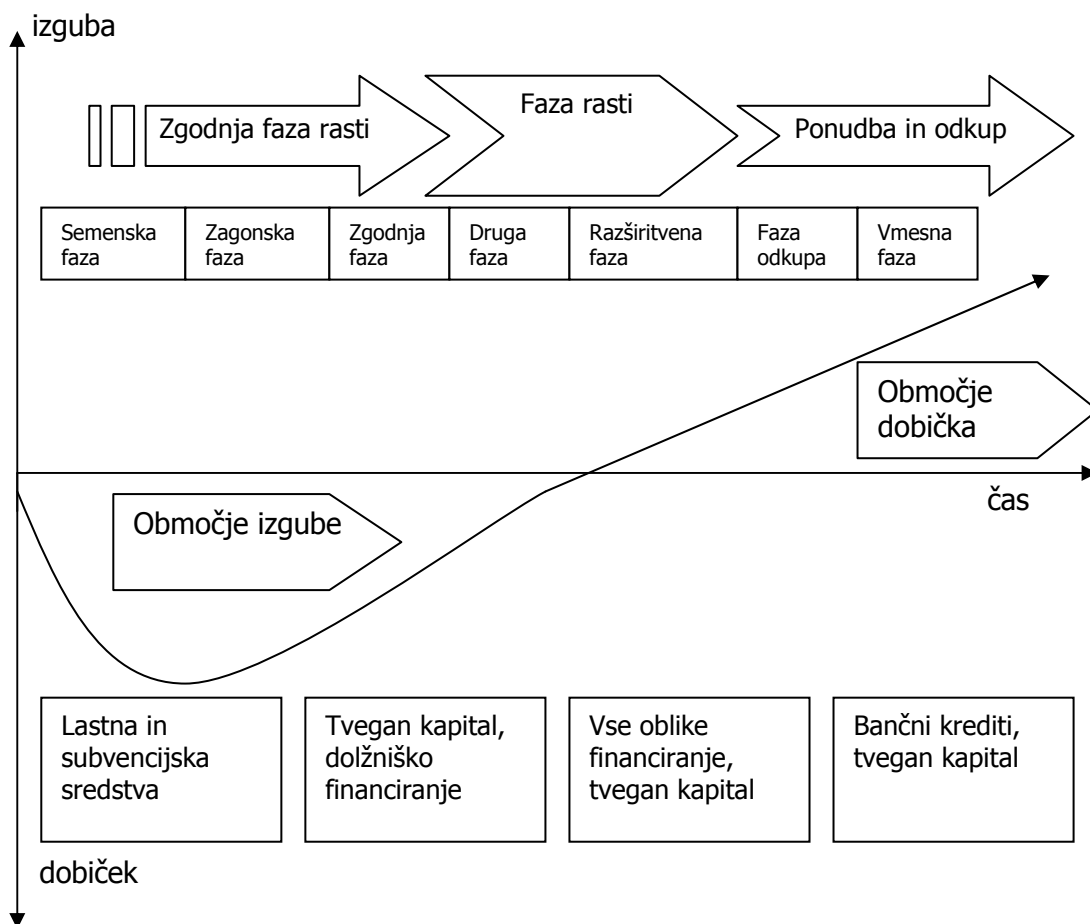 izguba
Zgodnja faza rasti
Faza rasti
Ponudba in odkup
Semenska
faza
Zagonska
faza
Zgodnja
faza
Druga
faza
Razširitvena
faza
Faza
odkupa
Vmesna
faza
Območje
dobička
čas
Območje izgube
Lastna in
subvencijska
sredstva
Tvegan kapital,
dolžniško
financiranje
Vse oblike
financiranje,
tvegan kapital
Bančni krediti,
tvegan kapital
dobiček